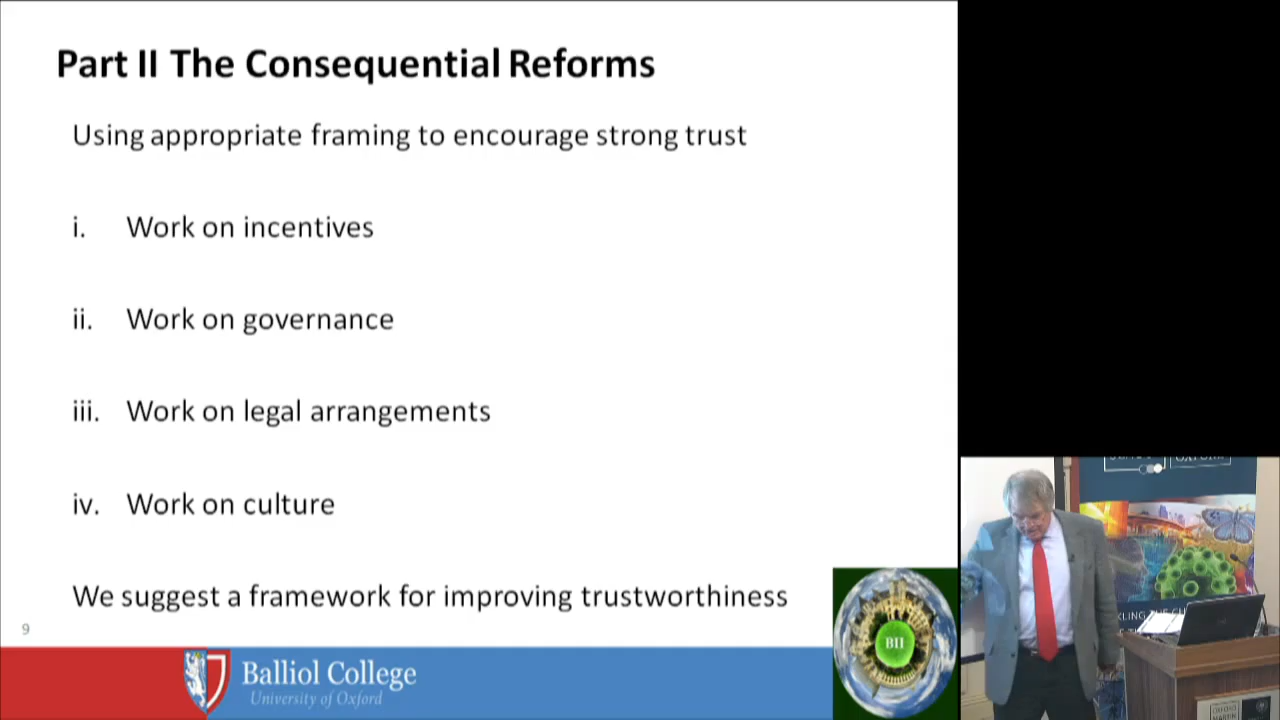 Part II The Consequential Reforms
Using appropriate framing to encourage strong trust
i. Work on incentives
ii. Work on governance
iii. Work on legal arrangements
iv. Work on culture
We suggest a framework for improving trustworthiness
9
BII
Balliol College
University of Oxford
OXFORD